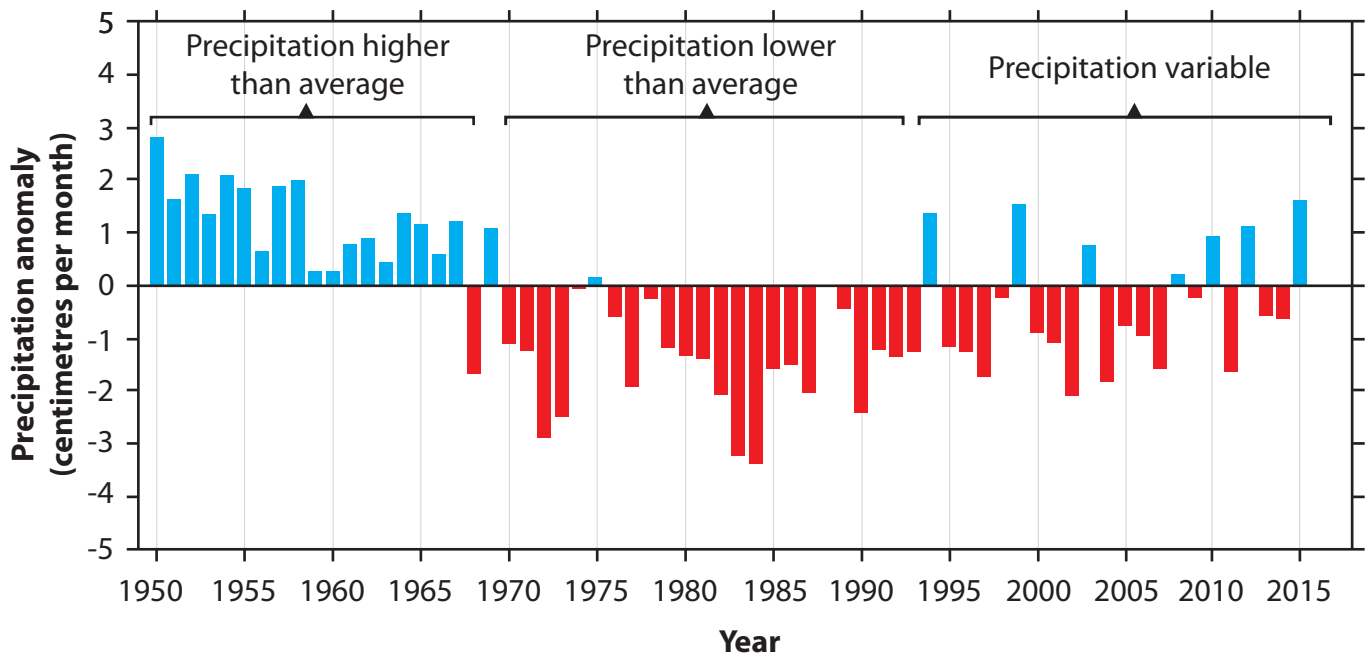 Precipitation anomaly
(centimetres per month)
5
4
3
2
1
0
-1
-2
-3
-4
-5
Precipitation higher
than average
Precipitation lower
than average
Precipitation variable
1950 1955 1960 1965 1970 1975 1980 1985 1990 1995 2000 2005 2010 2015
Year